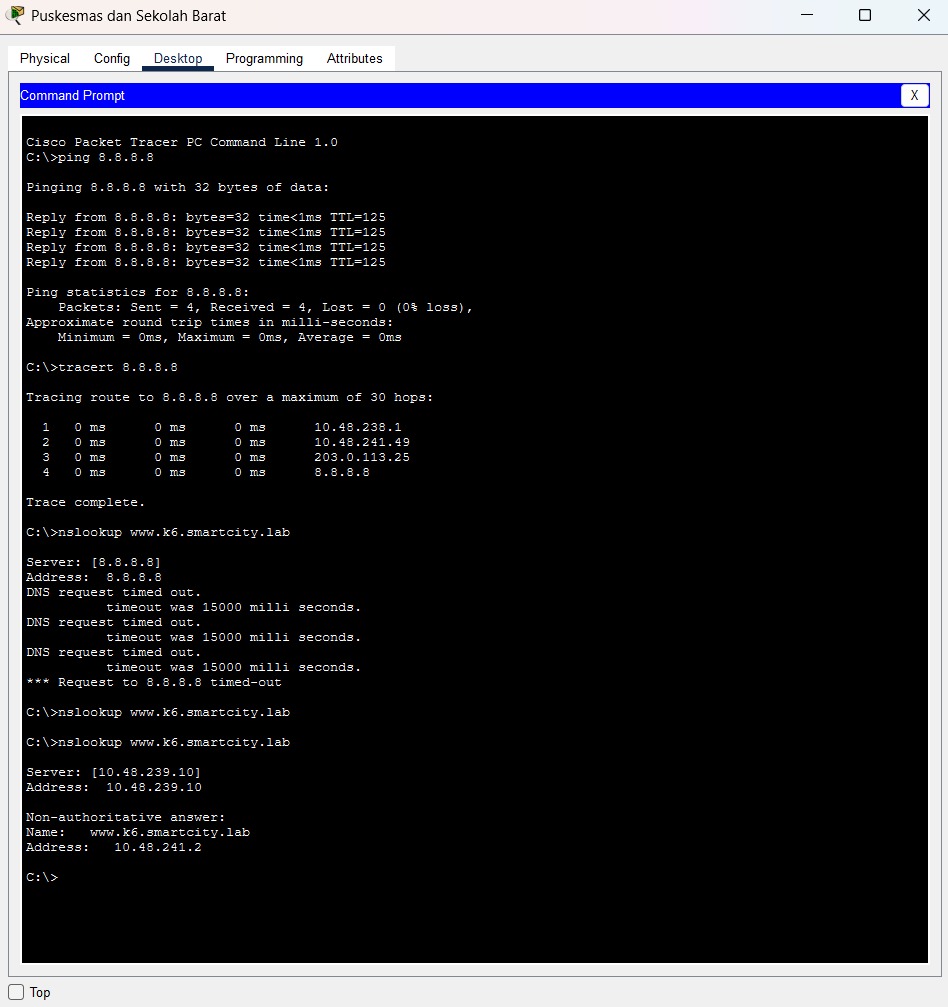 Puskesmas dan Sekolah Barat
Physical Config Desktop Programming Attributes
Command Prompt
X
Cisco Packet Tracer PC Command Line 1.0
C:\>ping 8.8.8.8
Pinging 8.8.8.8 with 32 bytes of data:
Reply from 8.8.8.8: bytes=32 time<1ms TTL=125
Reply from 8.8.8.8: bytes=32 time<1ms TTL=125
Reply from 8.8.8.8: bytes=32 time<1ms TTL=125
Reply from 8.8.8.8: bytes=32 time<1ms TTL=125
Ping statistics for 8.8.8.8:
    Packets: Sent = 4, Received = 4, Lost = 0 (0% loss),
Approximate round trip times in milli-seconds:
    Minimum = 0ms, Maximum = 0ms, Average = 0ms
C:\>tracert 8.8.8.8
Tracing route to 8.8.8.8 over a maximum of 30 hops:
  1   0 ms      0 ms      0 ms      10.48.238.1
  2   0 ms      0 ms      0 ms      10.48.241.49
  3   0 ms      0 ms      0 ms      203.0.113.25
  4   0 ms      0 ms      0 ms      8.8.8.8
Trace complete.
C:\>nslookup www.k6.smartcity.lab
Server: [8.8.8.8]
Address:  8.8.8.8
DNS request timed out.
          timeout was 15000 milli seconds.
DNS request timed out.
          timeout was 15000 milli seconds.
DNS request timed out.
          timeout was 15000 milli seconds.
*** Request to 8.8.8.8 timed-out
C:\>nslookup www.k6.smartcity.lab
C:\>nslookup www.k6.smartcity.lab
Server: [10.48.239.10]
Address:  10.48.239.10
Non-authoritative answer:
Name:   www.k6.smartcity.lab
Address:   10.48.241.2
C:\>
Top